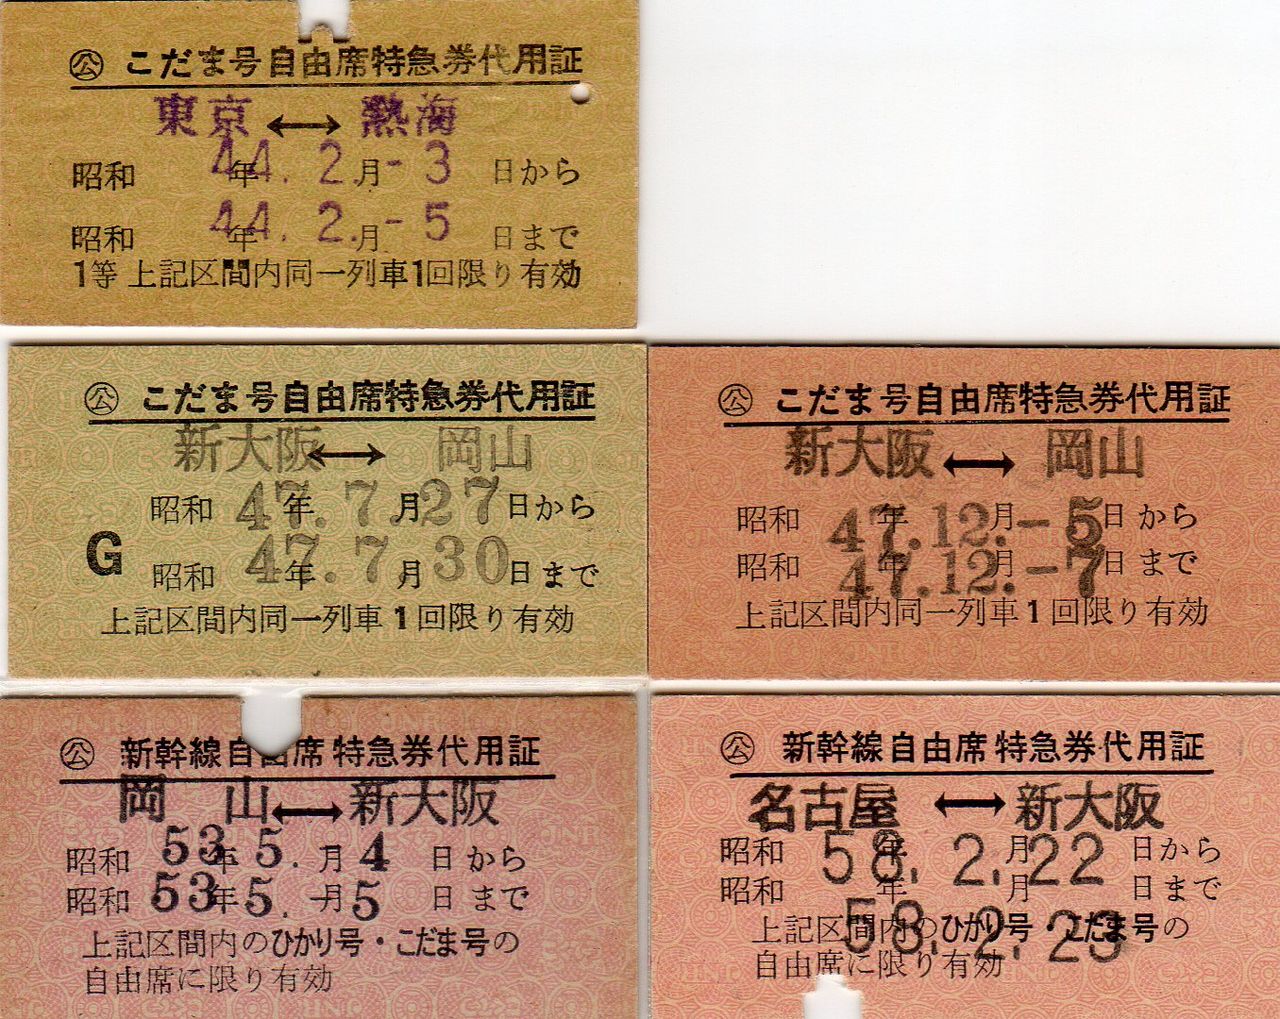 ㊂ こだま号自由席特急券代用証
東京 ⟷ 熱海
昭和 44年.2.月-3 日から
昭和 44年.2.月-5 日まで
1等 上記区間内同一列車1回限り有効
公 こだま号自由席特急券代用証
新大阪 ⟷ 岡山
昭和 47年.7.月27日から
G
昭和 47年.7.月30日まで
上記区間内同一列車1回限り有効
公 こだま号自由席特急券代用証
新大阪 ⟷ 岡山
昭和 47年.12.月-5日から
昭和 47年.12.月-7日まで
上記区間内同一列車1回限り有効
公 新幹線自由席特急券代用証
岡 山 ⟷ 新大阪
昭和 53年5.月4 日から
昭和 53年5.月5 日まで
上記区間内のひかり号・こだま号の
自由席に限り有効
公 新幹線自由席特急券代用証
名古屋 ⟷ 新大阪
昭和 58年.2.月22 日から
昭和 58年.2.月23 日まで
上記区間内のひかり号・こだま号の
自由席に限り有効